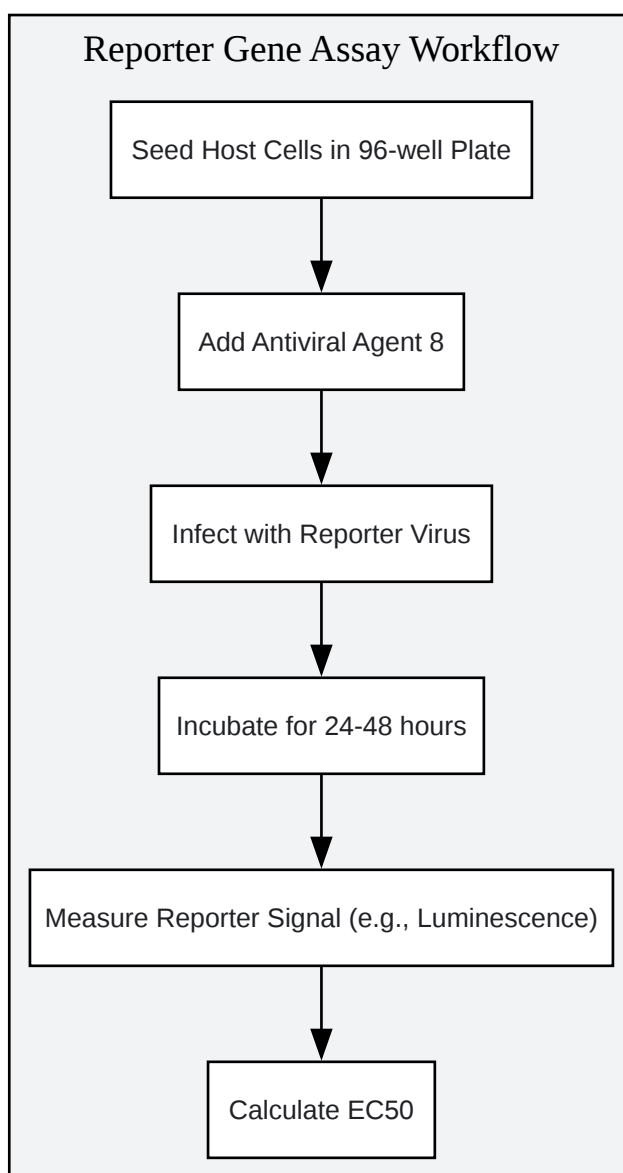 Reporter Gene Assay Workflow
Seed Host Cells in 96-well Plate
Add Antiviral Agent 8
Infect with Reporter Virus
Incubate for 24-48 hours
Measure Reporter Signal (e.g., Luminescence)
Calculate EC50